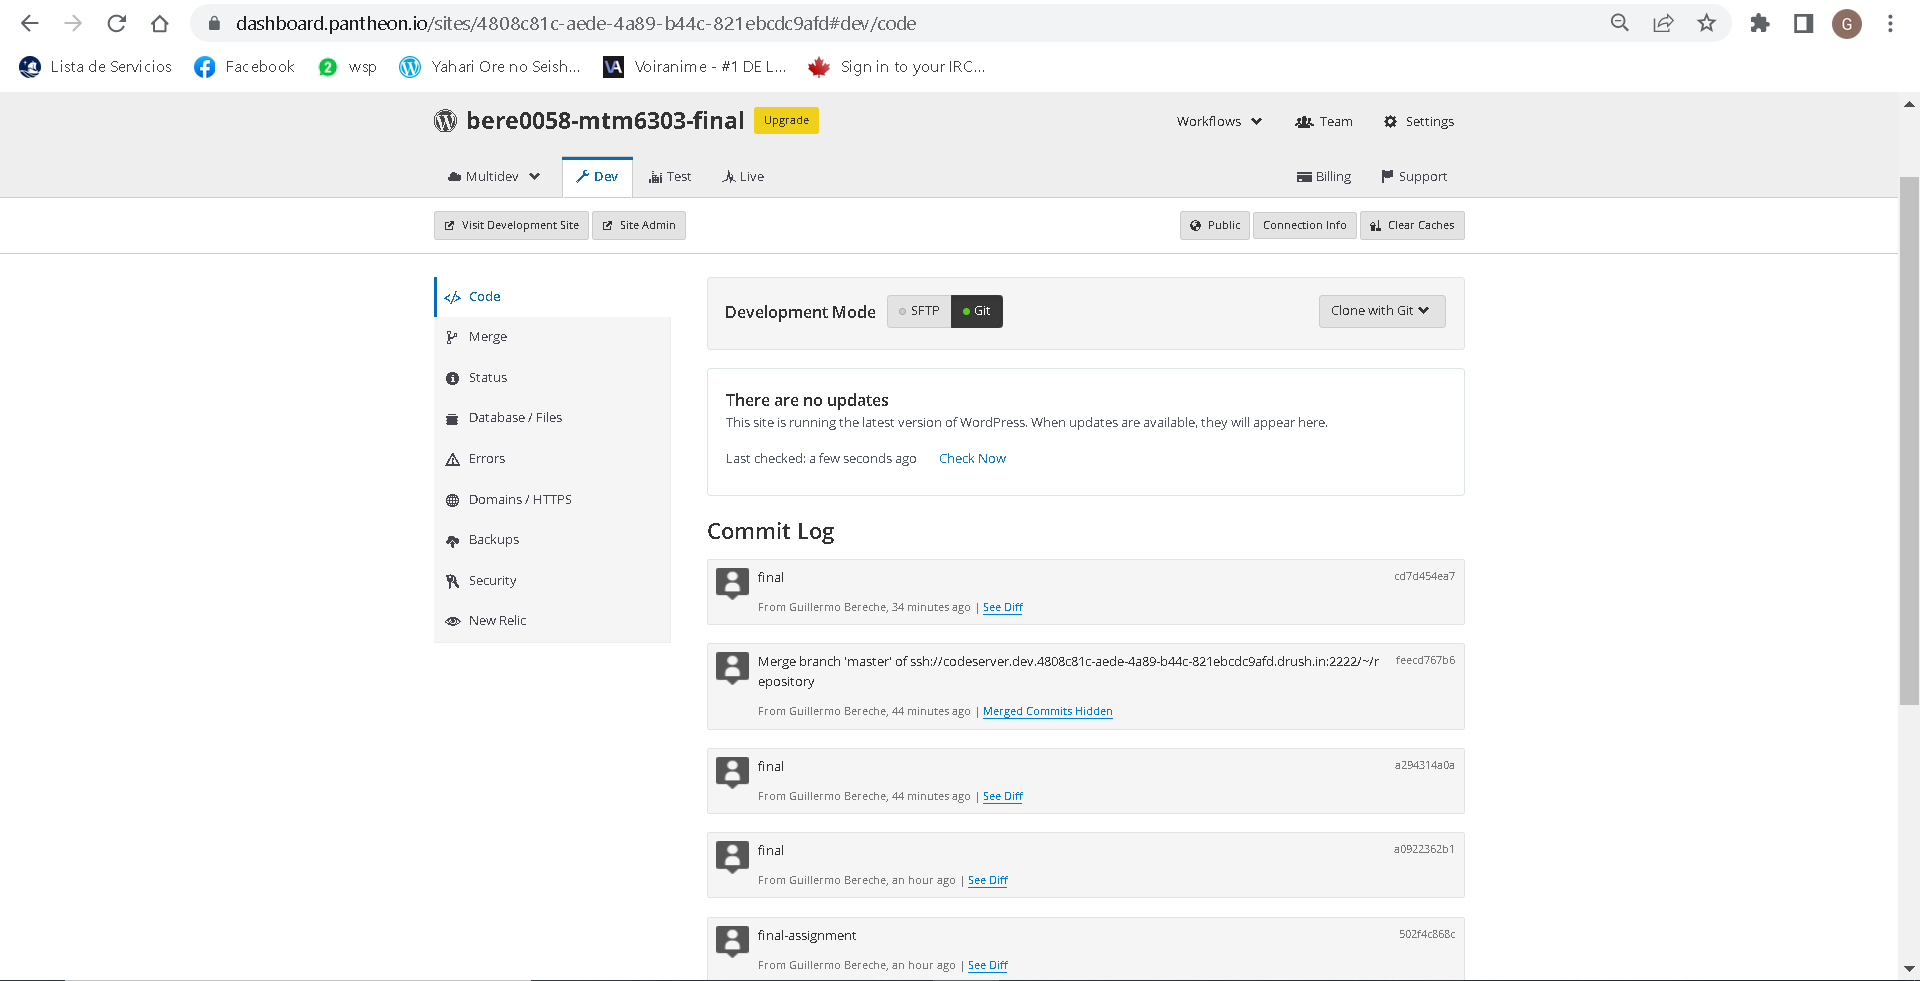 dashboard.pantheon.io/sites/4808c81c-aede-4a89-b44c-821ebcdc9afd#dev/code
G
Lista de Servicios
Facebook
2
wsp
Yahari Ore no Seish...
VA
Voiranime - #1 DE L...
Sign in to your IRC...
bere0058-mtm6303-final
Upgrade
Workflows
Team
Settings
Multidev
Dev
Test
Live
Billing
Support
Visit Development Site
Site Admin
Public
Connection Info
Clear Caches
Code
Merge
Status
Database / Files
Errors
Domains / HTTPS
Backups
Security
New Relic
Development Mode
SFTP
Git
Clone with Git
There are no updates
This site is running the latest version of WordPress. When updates are available, they will appear here.
Last checked: a few seconds ago
Check Now
Commit Log
final
cd7d454ea7
From Guillermo Bereche, 34 minutes ago | See Diff
Merge branch 'master' of ssh://codeserver.dev.4808c81c-aede-4a89-b44c-821ebcdc9afd.drush.in:2222/~/r
epository
feecd767b6
From Guillermo Bereche, 44 minutes ago | Merged Commits Hidden
final
a294314a0a
From Guillermo Bereche, 44 minutes ago | See Diff
final
a0922362b1
From Guillermo Bereche, an hour ago | See Diff
final-assignment
502f4c868c
From Guillermo Bereche, an hour ago | See Diff